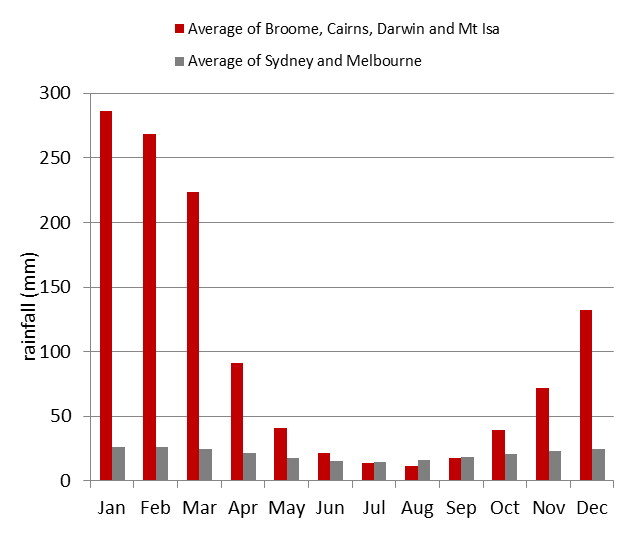 Average of Broome, Cairns, Darwin and Mt Isa
Average of Sydney and Melbourne
rainfall (mm)
300
250
200
150
100
50
0
Jan Feb Mar Apr May Jun Jul Aug Sep Oct Nov Dec